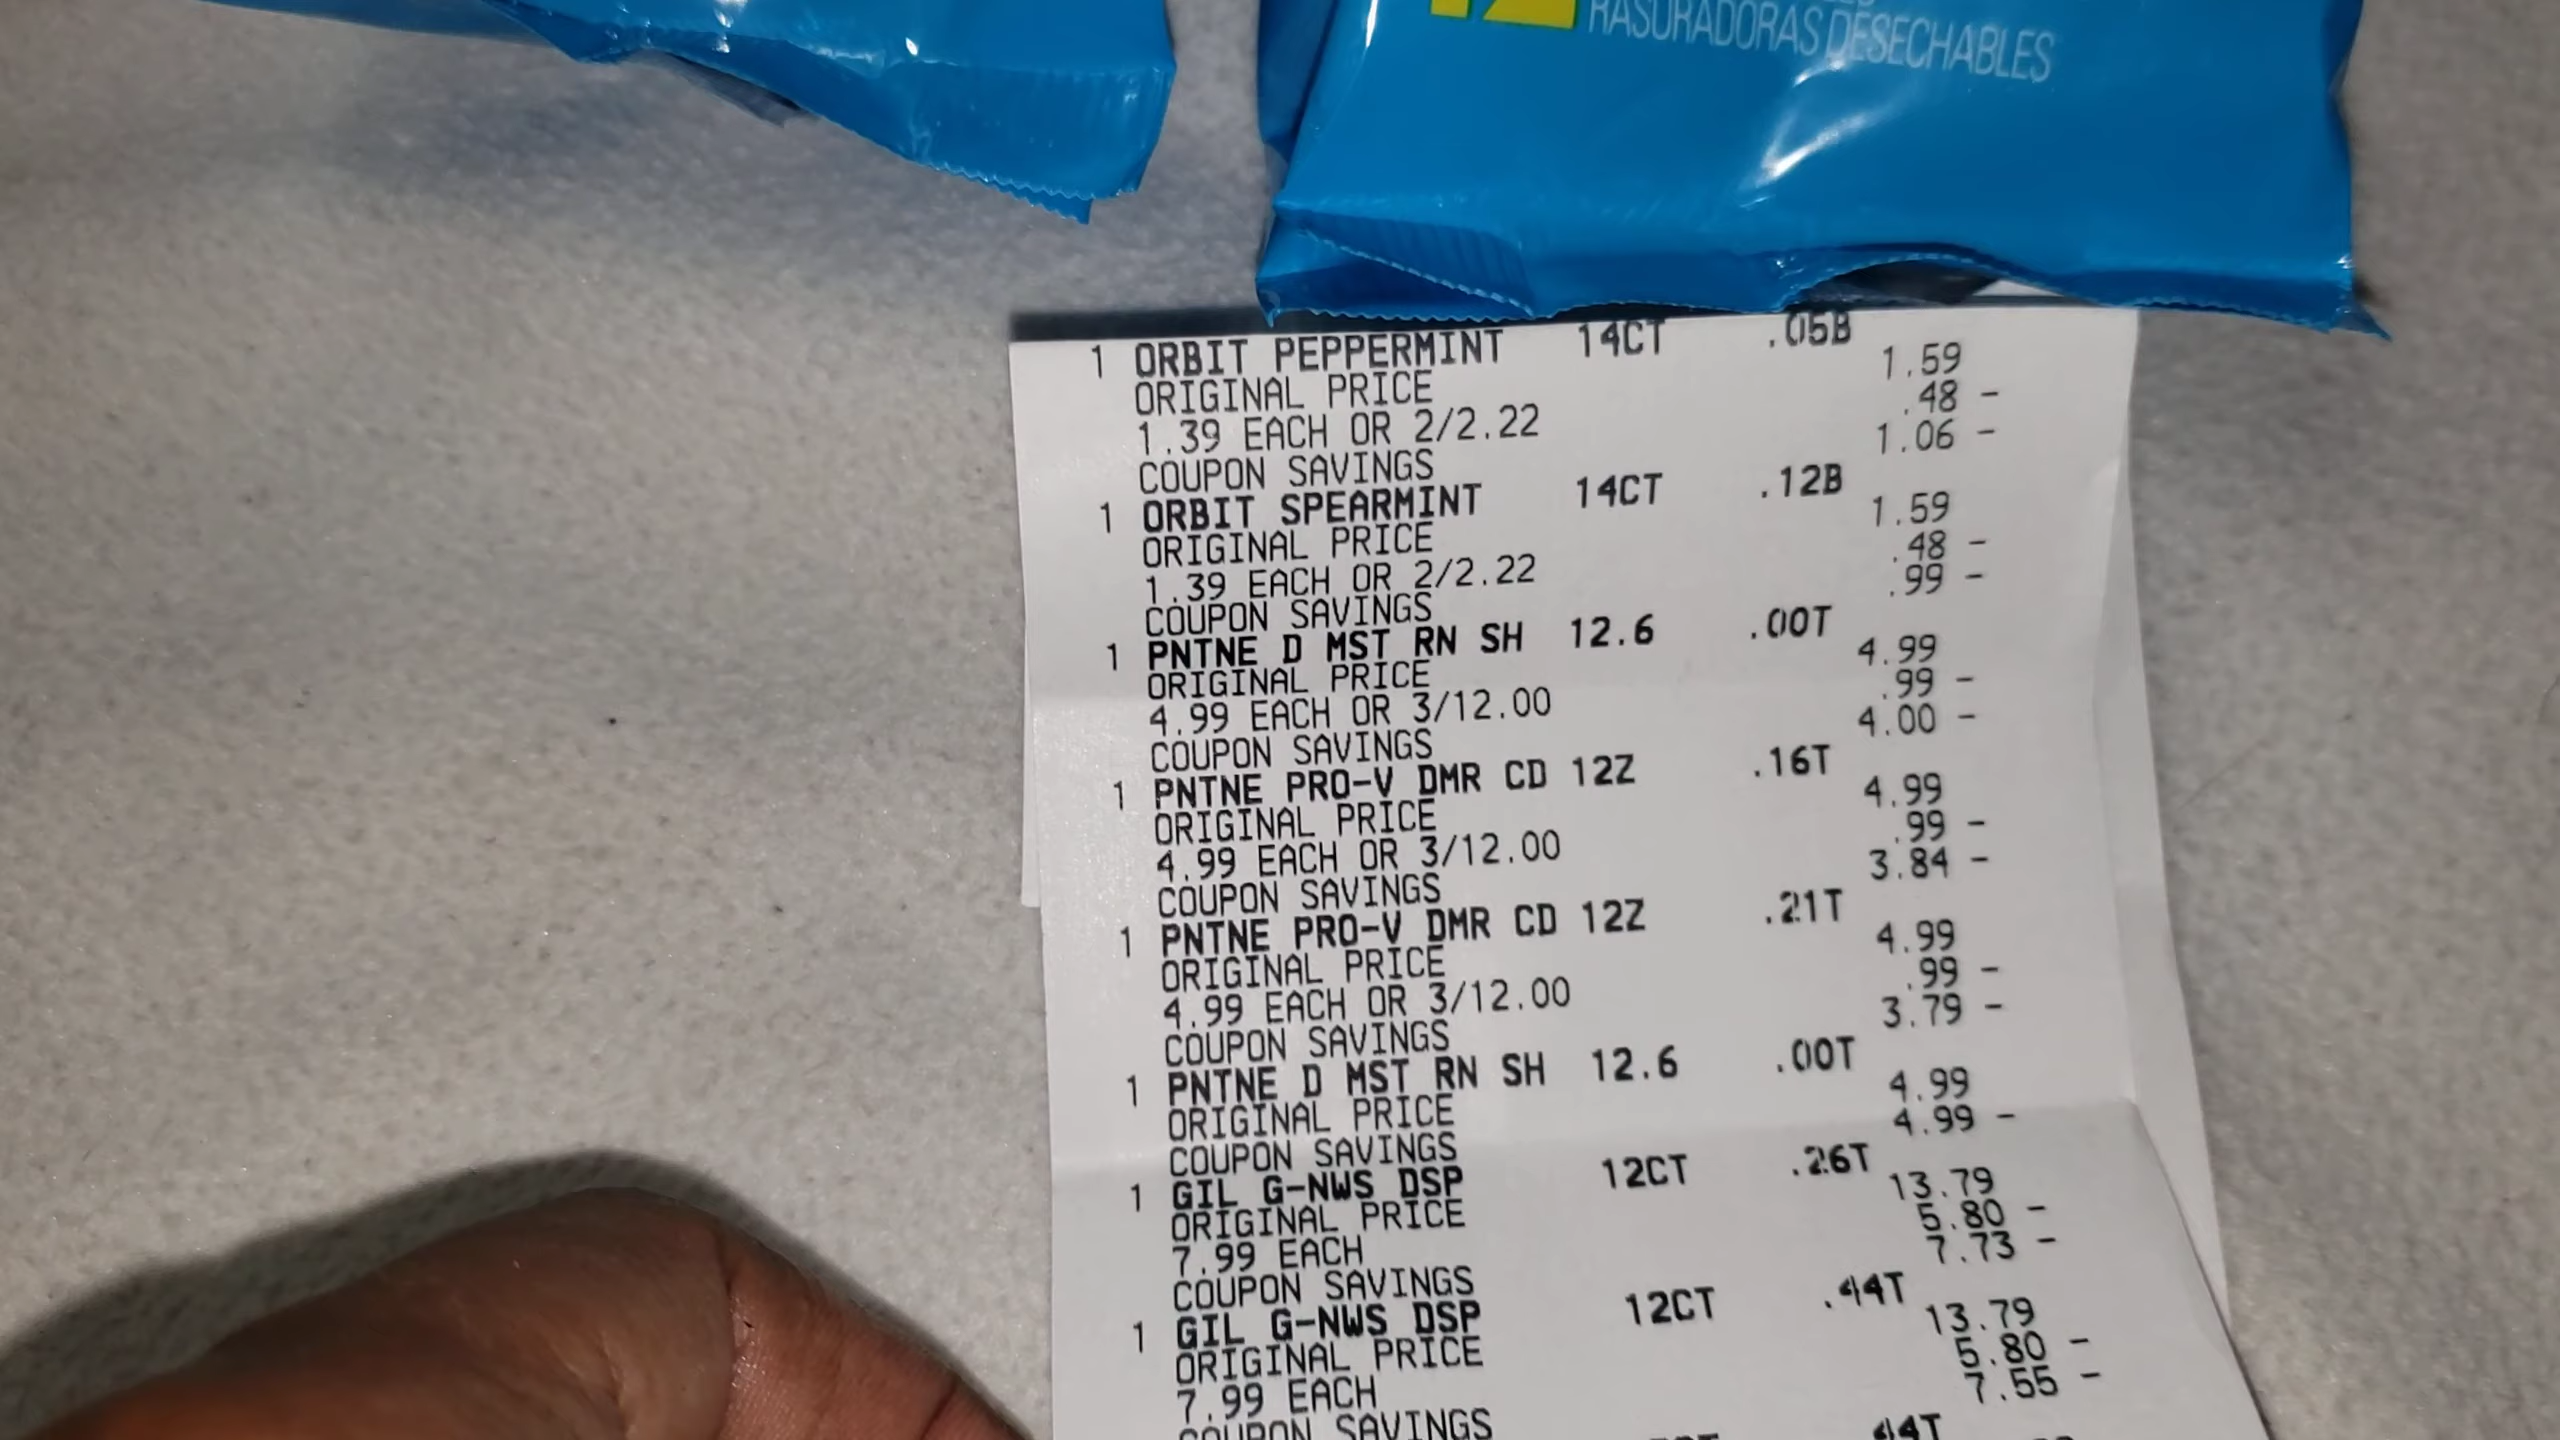 12
RASURADORAS DESECHABLES
1 ORBIT PEPPERMINT 14CT .05B
ORIGINAL PRICE 1.59
1.39 EACH OR 2/2.22 .48 -
COUPON SAVINGS 1.06 -
1 ORBIT SPEARMINT 14CT .12B
ORIGINAL PRICE 1.59
1.39 EACH OR 2/2.22 .48 -
COUPON SAVINGS .99 -
1 PNTNE D MST RN SH 12.6 .00T
ORIGINAL PRICE 4.99
4.99 EACH OR 3/12.00 .99 -
COUPON SAVINGS 4.00 -
1 PNTNE PRO-V DMR CD 12Z .16T
ORIGINAL PRICE 4.99
4.99 EACH OR 3/12.00 .99 -
COUPON SAVINGS 3.84 -
1 PNTNE PRO-V DMR CD 12Z .21T
ORIGINAL PRICE 4.99
4.99 EACH OR 3/12.00 .99 -
COUPON SAVINGS 3.79 -
1 PNTNE D MST RN SH 12.6 .00T
ORIGINAL PRICE 4.99
COUPON SAVINGS 4.99 -
1 GIL G-NWS DSP 12CT .26T
ORIGINAL PRICE 13.79
7.99 EACH 5.80 -
COUPON SAVINGS 7.73 -
1 GIL G-NWS DSP 12CT .44T
ORIGINAL PRICE 13.79
7.99 EACH 5.80 -
COUPON SAVINGS 7.55 -